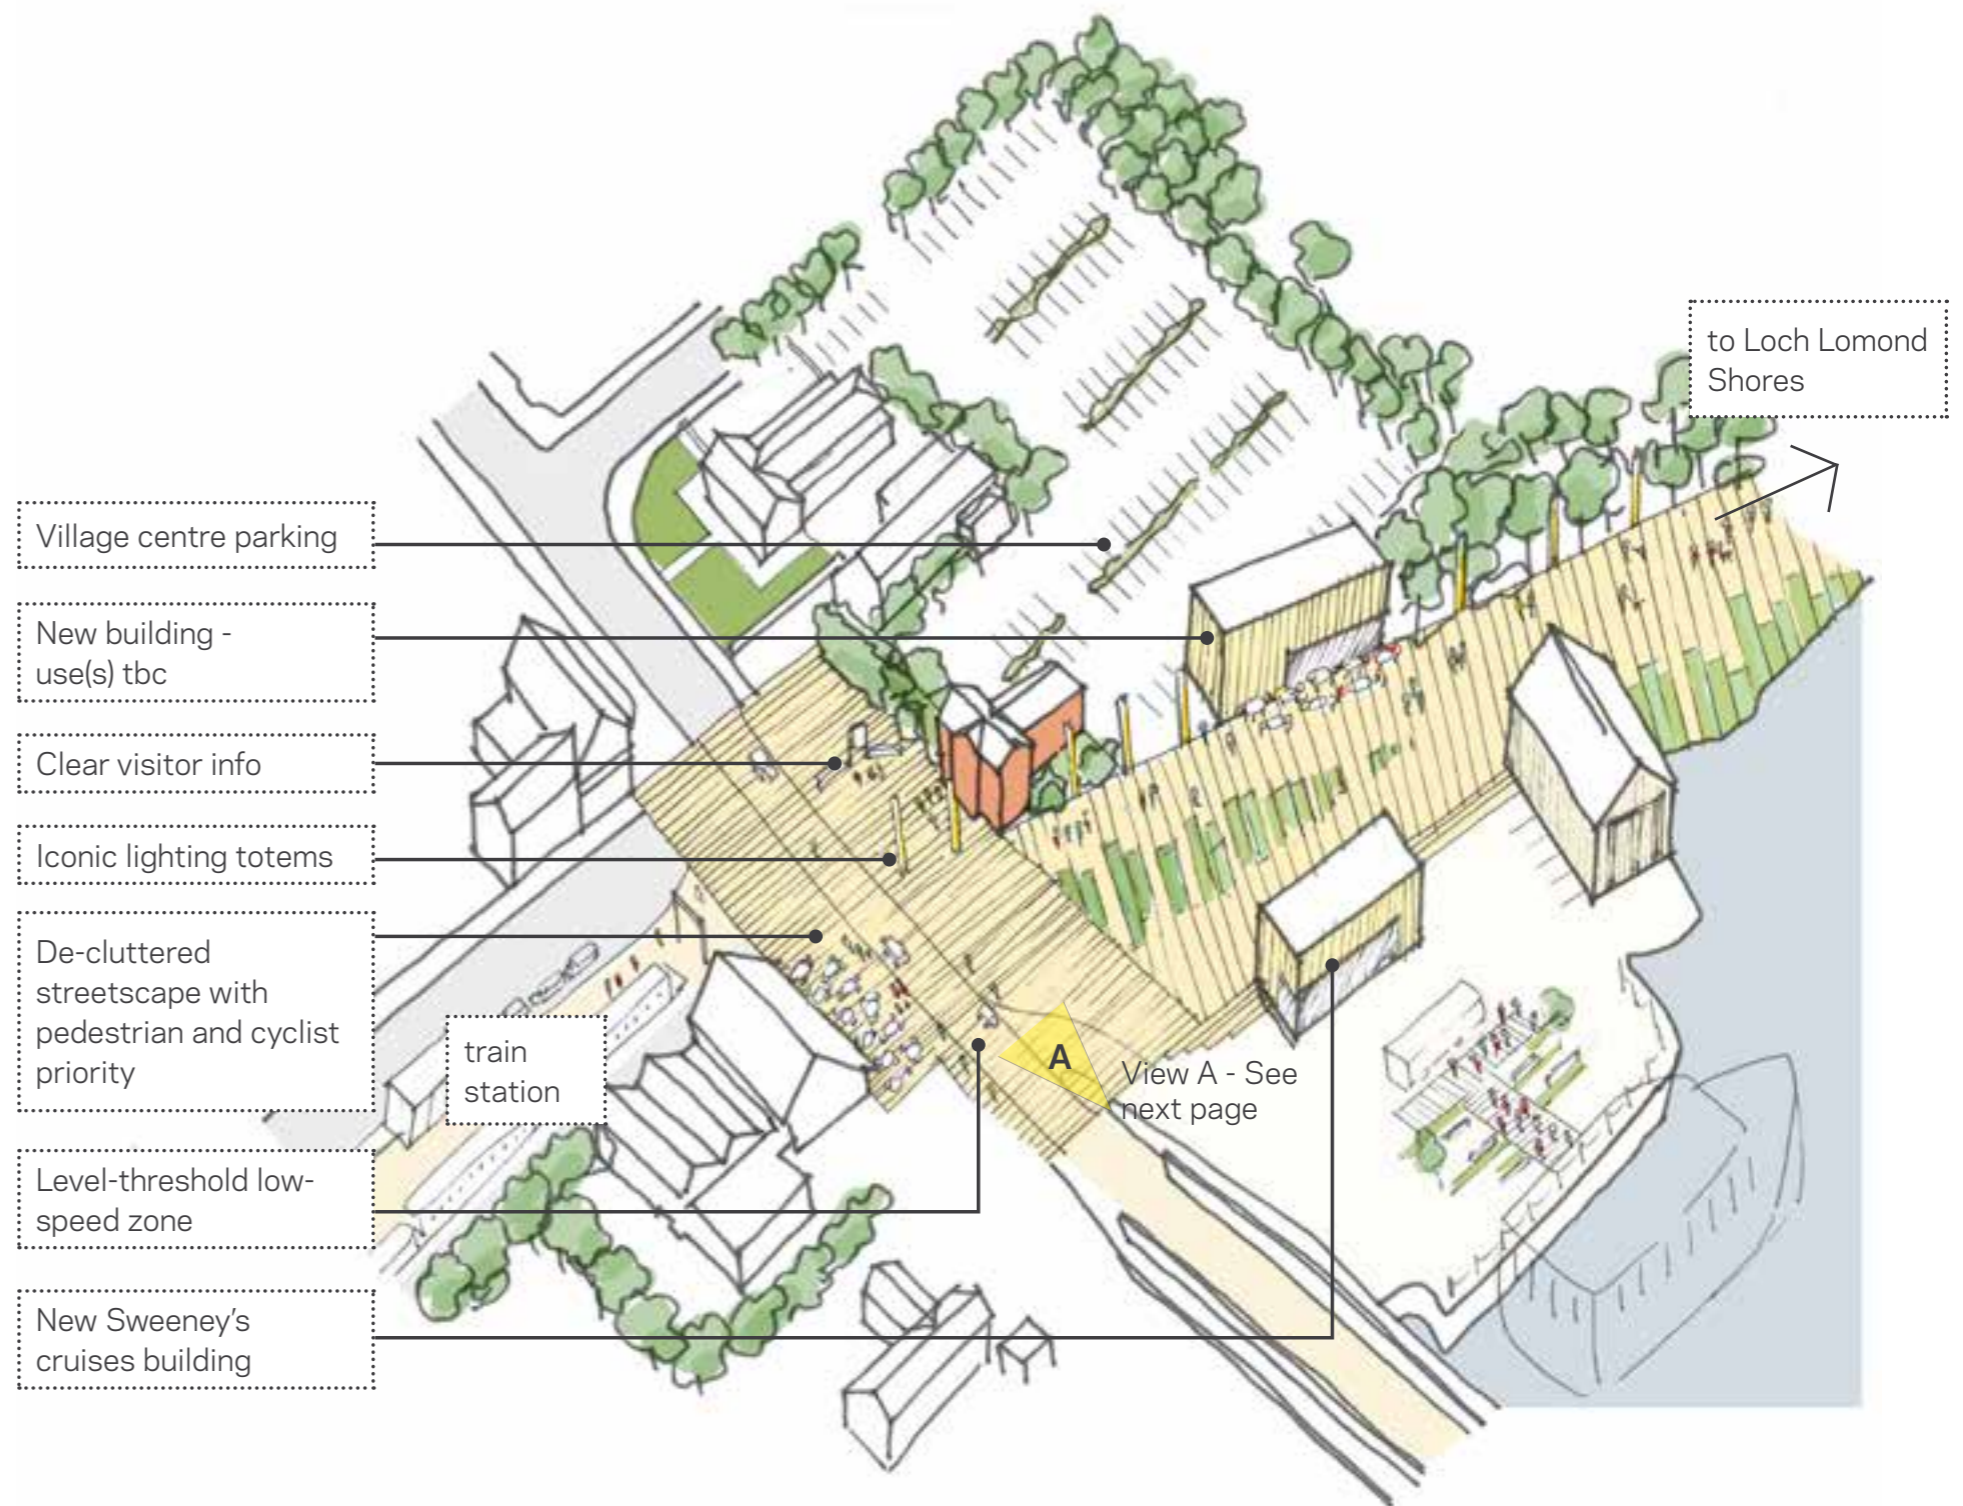 to Loch Lomond
Shores
Village centre parking
New building -
use(s) tbc
Clear visitor info
Iconic lighting totems
De-cluttered
streetscape with
pedestrian and cyclist
priority
train
station
A
View A - See
next page
Level-threshold low-
speed zone
New Sweeney's
cruises building